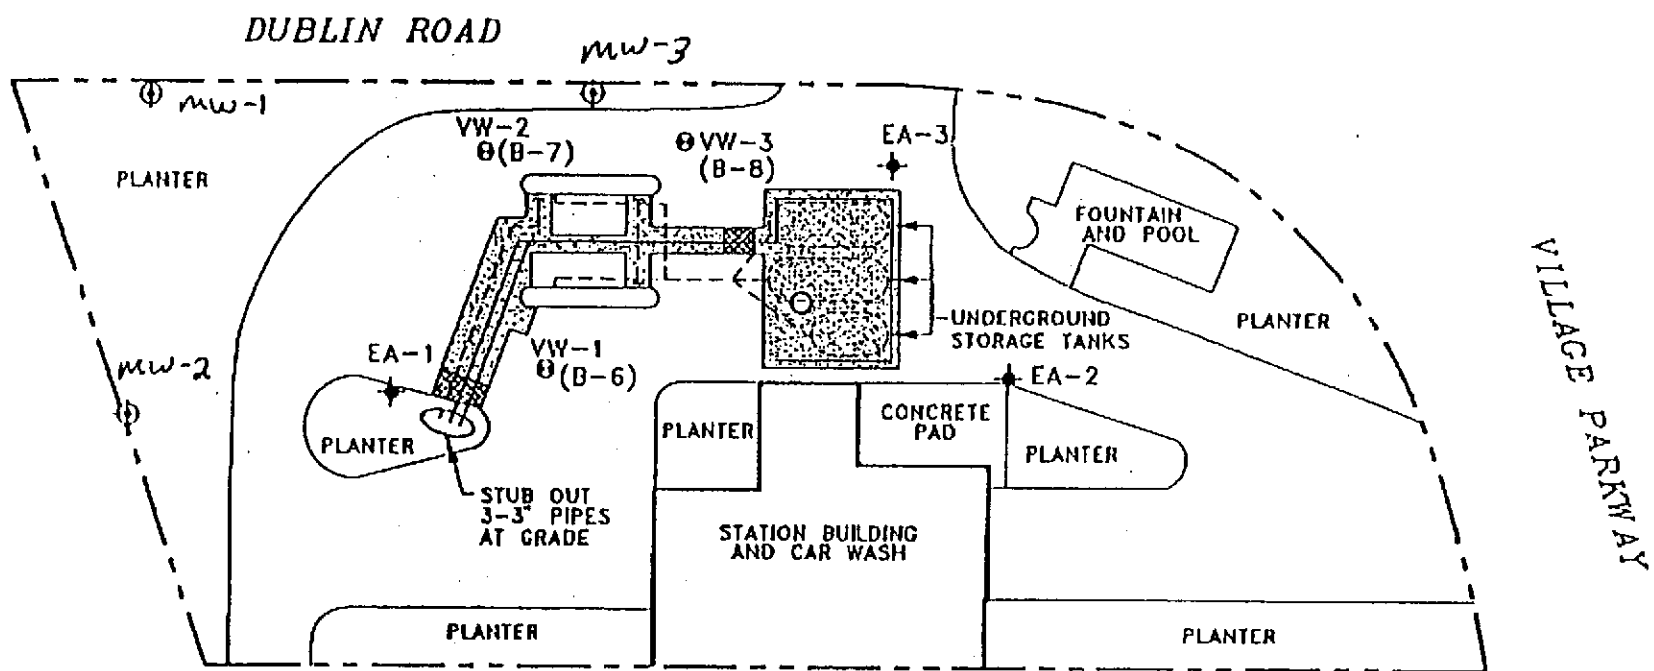 DUBLIN ROAD
MW-3
MW-1
VW-2
(B-7)
VW-3
(B-8)
EA-3
PLANTER
FOUNTAIN
AND POOL
VILLAGE PARKWAY
UNDERGROUND
STORAGE TANKS
PLANTER
EA-1
VW-1
(B-6)
MW-2
EA-2
PLANTER
PLANTER
CONCRETE
PAD
PLANTER
STUB OUT
3-3" PIPES
AT GRADE
STATION BUILDING
AND CAR WASH
PLANTER
PLANTER